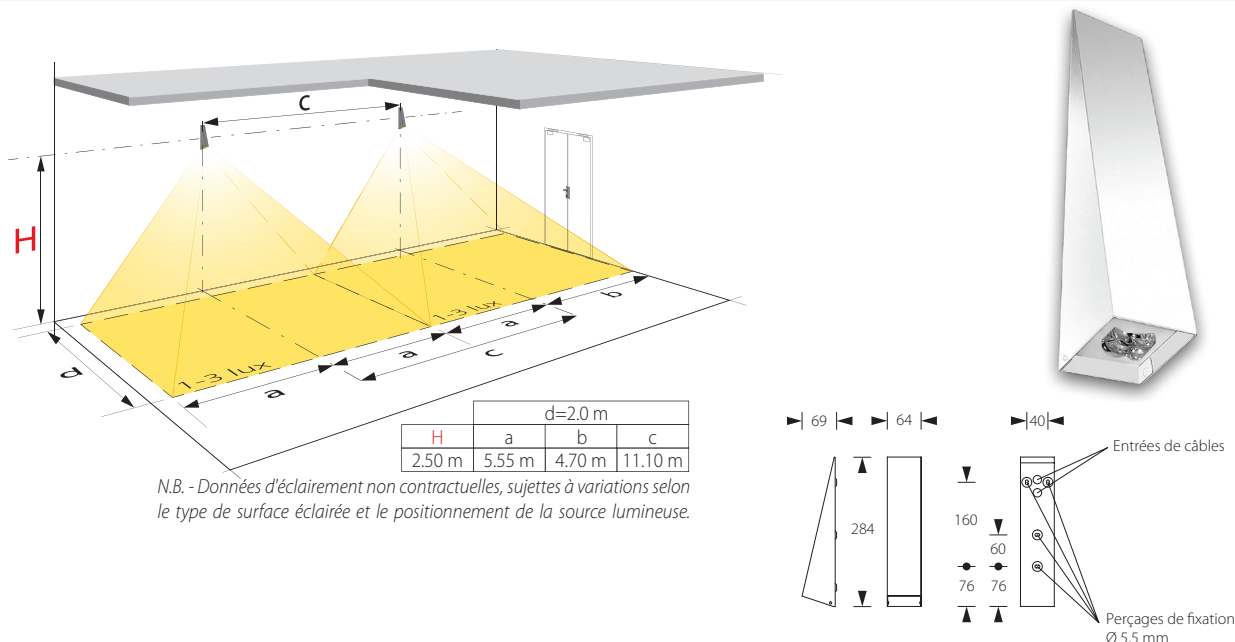 c
H
1-3 lux
1-3 lux
b
a
a
c
a
d
d=2.0 m
H a b c
2.50 m 5.55 m 4.70 m 11.10 m
N.B. - Données d'éclairement non contractuelles, sujettes à variations selon
le type de surface éclairée et le positionnement de la source lumineuse.
69 64 40
Entrées de câbles
284
160
60
76 76
Perçages de fixation
Ø 5.5 mm